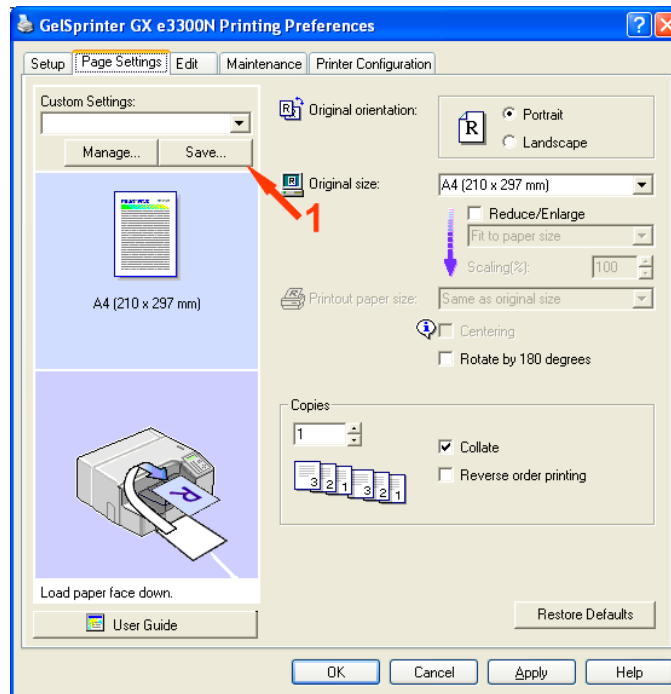 GelSprinter GX e3300N Printing Preferences
Setup
Page Settings
Edit
Maintenance
Printer Configuration
Custom Settings:
Manage...
Save...
1
A4 (210 x 297 mm)
Load paper face down.
User Guide
Original orientation:
R
Portrait
Landscape
Original size:
A4 (210 x 297 mm)
Reduce/Enlarge
Fit to paper size
Scaling(%):
100
Printout paper size:
Same as original size
Centering
Rotate by 180 degrees
Copies
1
3 2 1 3 2 1
Collate
Reverse order printing
Restore Defaults
OK
Cancel
Apply
Help